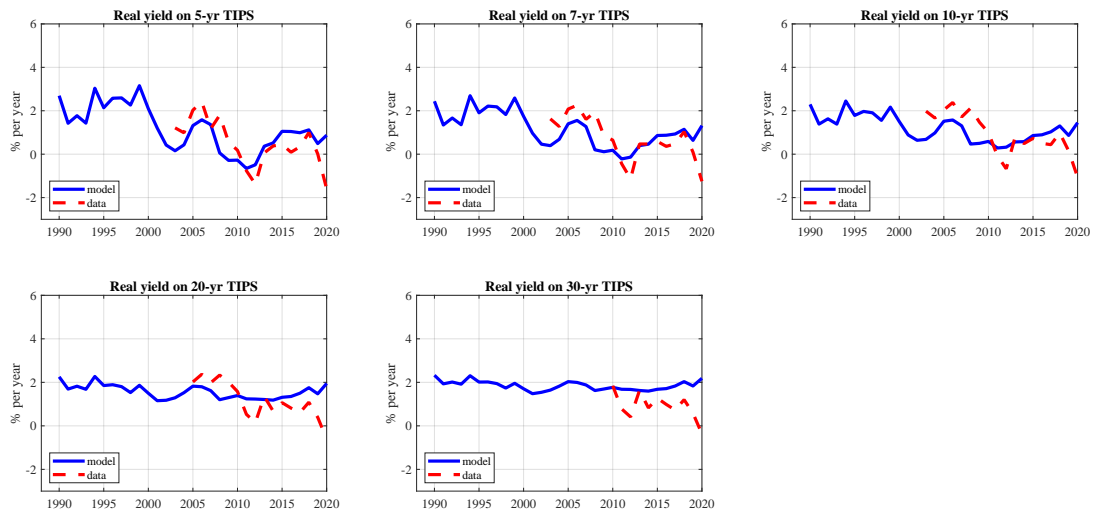 Real yield on 5-yr TIPS
% per year
6
4
2
0
-2
model
data
1990 1995 2000 2005 2010 2015 2020
Real yield on 7-yr TIPS
% per year
6
4
2
0
-2
model
data
1990 1995 2000 2005 2010 2015 2020
Real yield on 10-yr TIPS
% per year
6
4
2
0
-2
model
data
1990 1995 2000 2005 2010 2015 2020
Real yield on 20-yr TIPS
% per year
6
4
2
0
-2
model
data
1990 1995 2000 2005 2010 2015 2020
Real yield on 30-yr TIPS
% per year
6
4
2
0
-2
model
data
1990 1995 2000 2005 2010 2015 2020